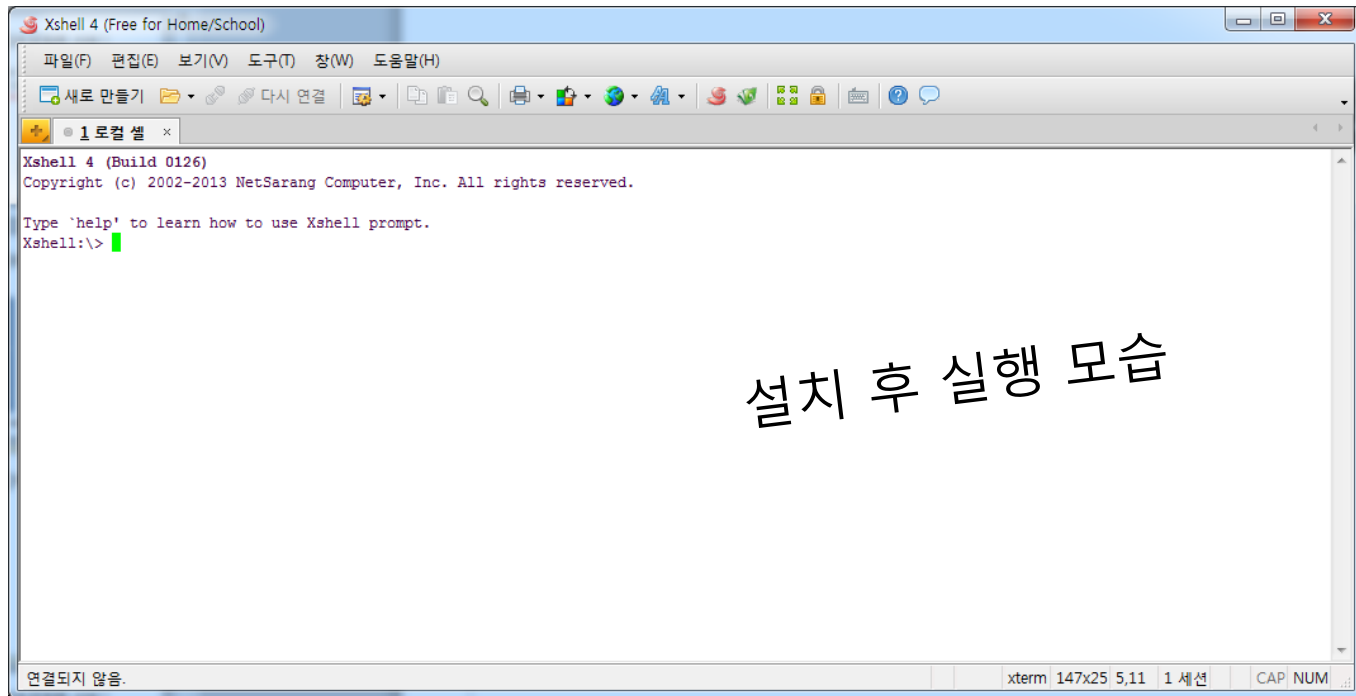 Xshell 4 (Free for Home/School)
파일(F) 편집(E) 보기(V) 도구(T) 창(W) 도움말(H)
새로 만들기 다시 연결
1 로컬 셸
Xshell 4 (Build 0126)
Copyright (c) 2002-2013 NetSarang Computer, Inc. All rights reserved.
Type `help' to learn how to use Xshell prompt.
Xshell:\>
설치 후 실행 모습
연결되지 않음. xterm 147x25 5,11 1 세션 CAP NUM